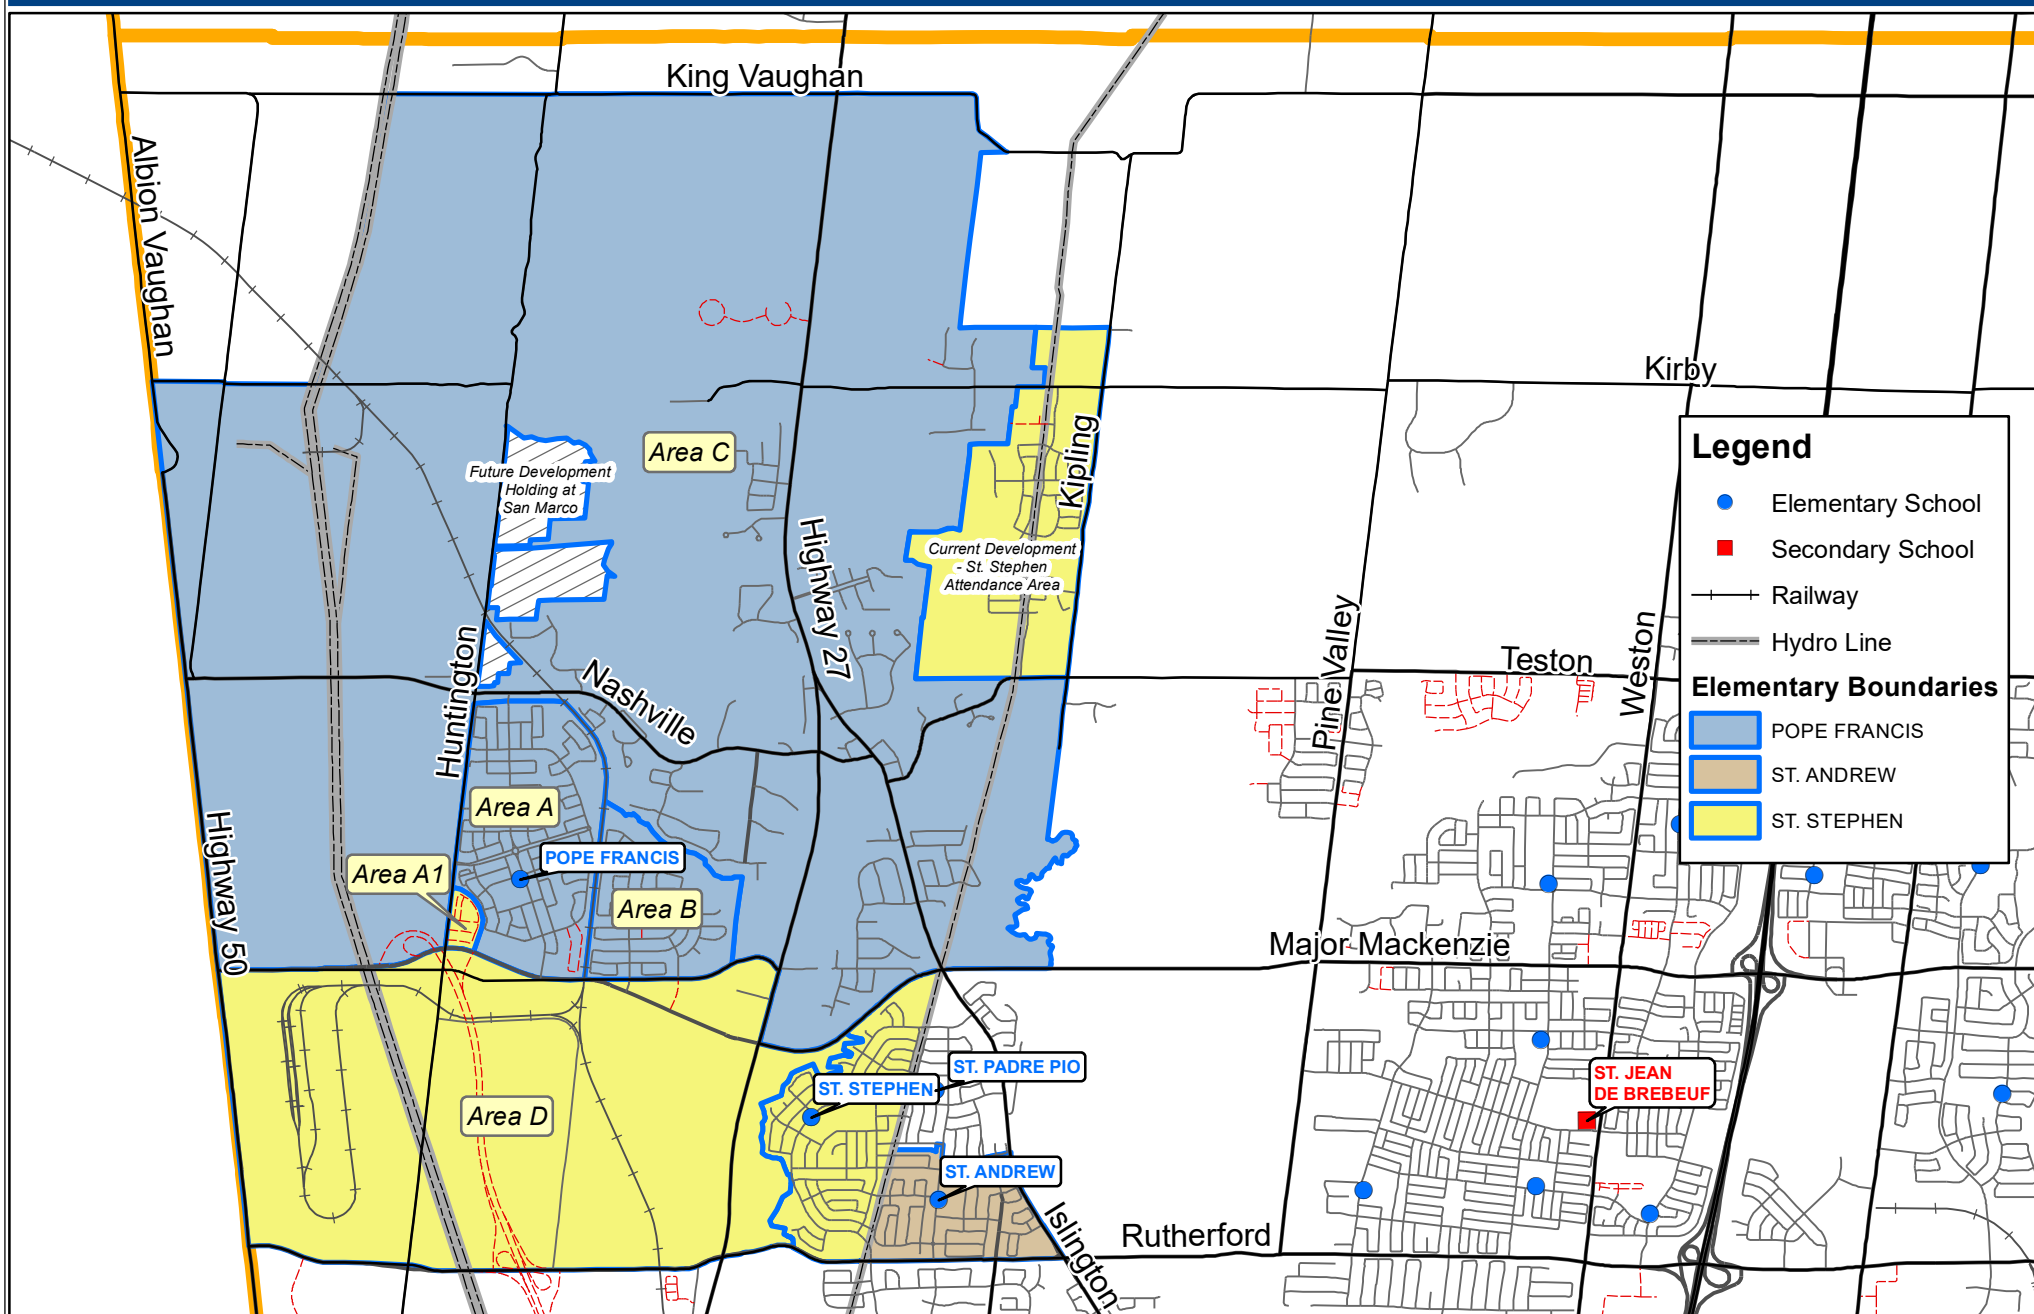 King Vaughan
Albion Vaughan
Kirby
Area C
Future Development
Holding at
San Marco
Kipling
Highway 27
Current Development
- St. Stephen
Attendance Area
Legend
Elementary School
Secondary School
Railway
Hydro Line
Elementary Boundaries
POPE FRANCIS
ST. ANDREW
ST. STEPHEN
Huntington
Nashville
Pine Valley
Teston
Weston
Area A
POPE FRANCIS
Area A1
Area B
Highway 50
Major Mackenzie
Area D
ST. PADRE PIO
ST. STEPHEN
ST. JEAN
DE BREBEUF
ST. ANDREW
Islington
Rutherford